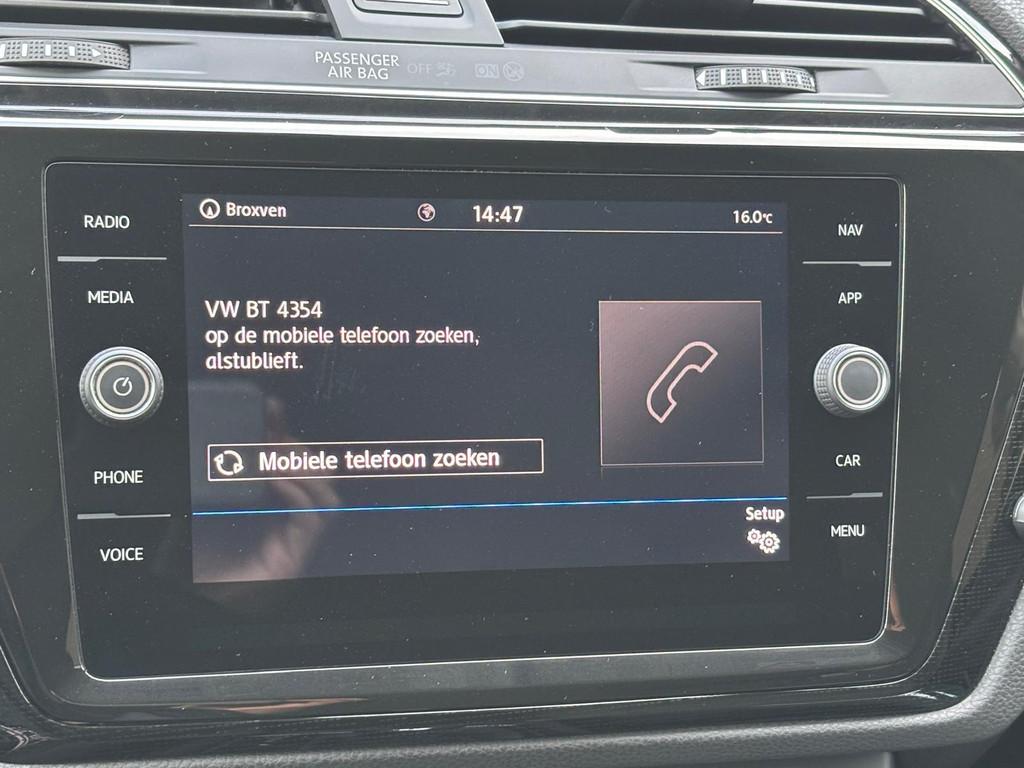 PASSENGER
AIR BAG OFF ON
Broxven 14:47 16.0°C
RADIO
NAV
MEDIA
APP
VW BT 4354
op de mobiele telefoon zoeken,
alstublieft.
Mobiele telefoon zoeken
PHONE
CAR
Setup
VOICE
MENU